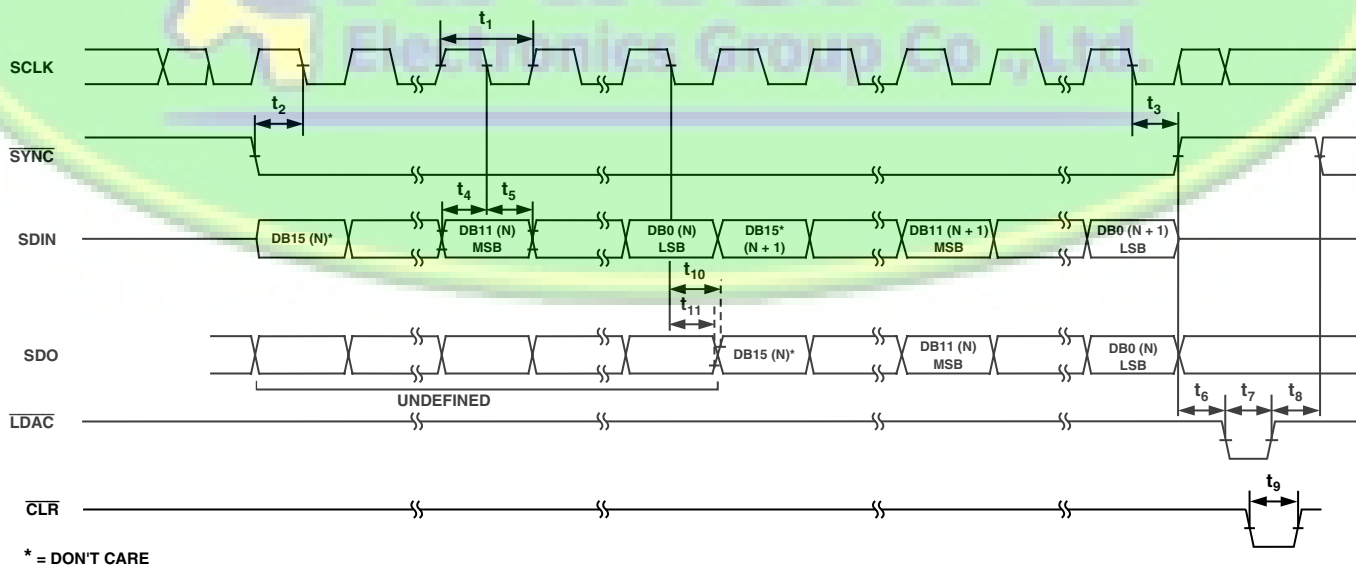 Electronics Group Co .,Ltd.
t1
SCLK
t2
t3
SYNC
t4
t5
SDIN
DB15 (N)*
DB11 (N)
MSB
DB0 (N)
LSB
DB15*
(N + 1)
DB11 (N + 1)
MSB
DB0 (N + 1)
LSB
t10
t11
SDO
DB15 (N)*
DB11 (N)
MSB
DB0 (N)
LSB
UNDEFINED
t6
t7
t8
LDAC
t9
CLR
* = DON'T CARE